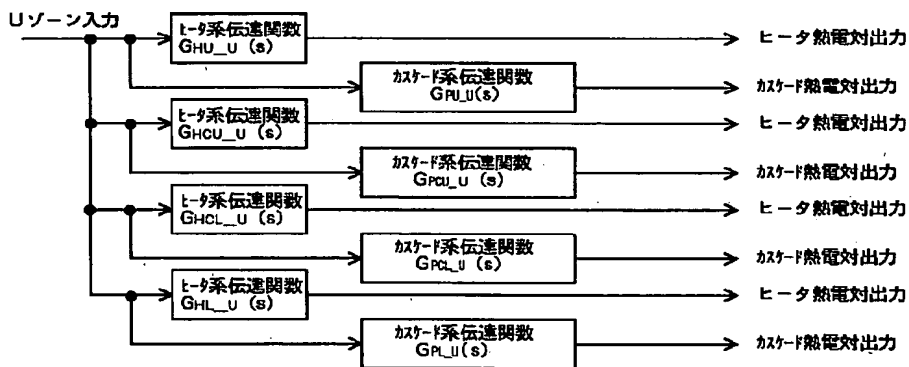 Uゾーン入力
ﾋｰﾀ系伝達関数
GHU_U (s)
ヒータ熱電対出力
ｶｽｹｰﾄﾞ系伝達関数
GPU_U(s)
ｶｽｹｰﾄﾞ熱電対出力
ﾋｰﾀ系伝達関数
GHCU_U (s)
ヒータ熱電対出力
ｶｽｹｰﾄﾞ系伝達関数
GPCU_U (s)
ｶｽｹｰﾄﾞ熱電対出力
ﾋｰﾀ系伝達関数
GHCL_U (s)
ヒータ熱電対出力
ｶｽｹｰﾄﾞ系伝達関数
GPCL_U (s)
ｶｽｹｰﾄﾞ熱電対出力
ﾋｰﾀ系伝達関数
GHL_U (s)
ヒータ熱電対出力
ｶｽｹｰﾄﾞ系伝達関数
GPL_U(s)
ｶｽｹｰﾄﾞ熱電対出力